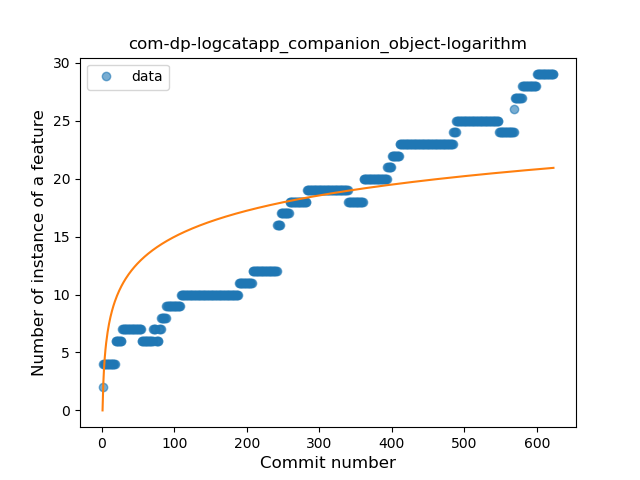 com-dp-logcatapp_companion_object-logarithm
data
Number of instance of a feature
30
25
20
15
10
5
0
0 100 200 300 400 500 600
Commit number